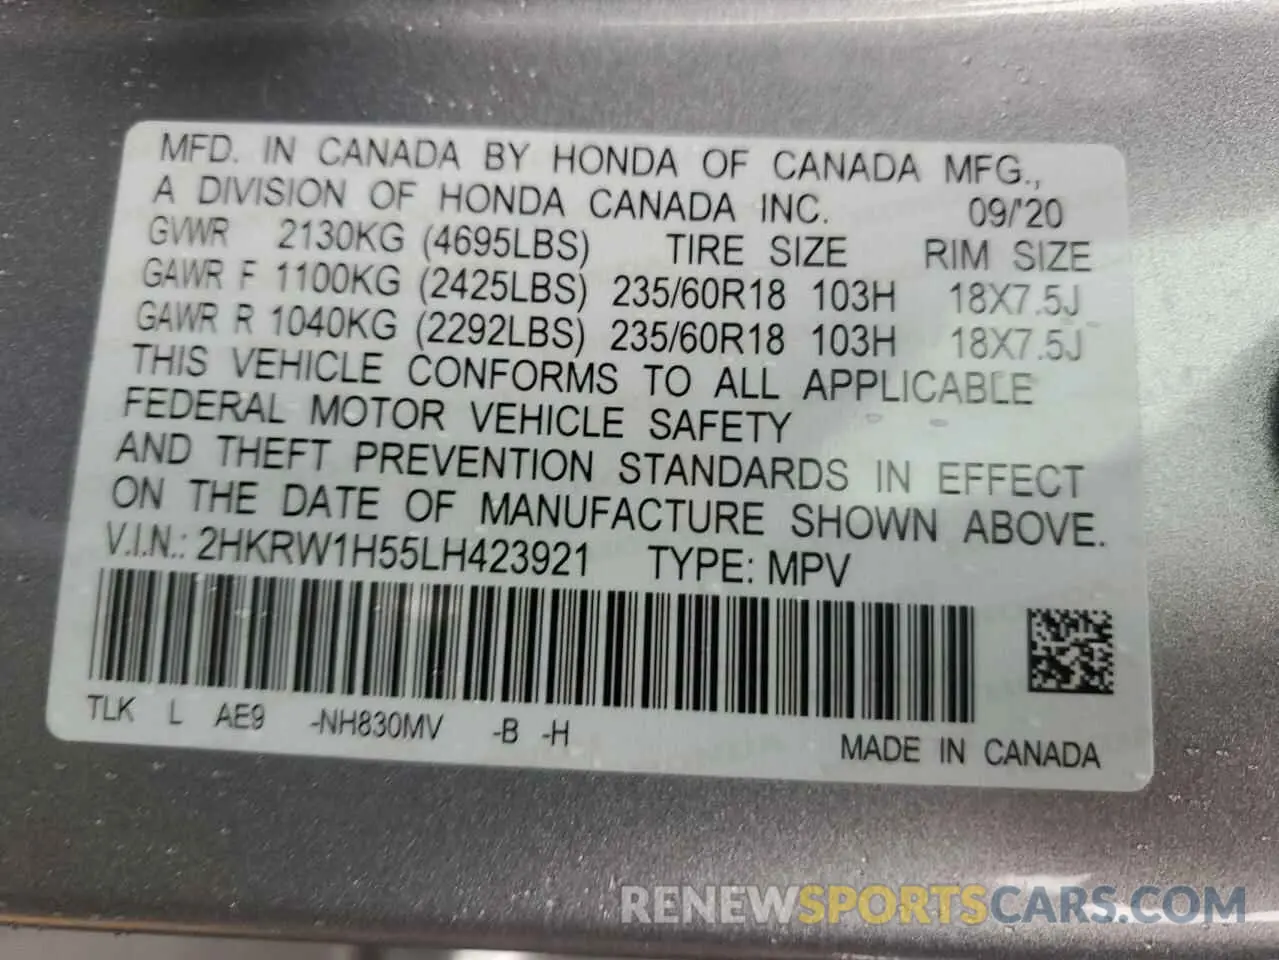 MFD. IN CANADA BY HONDA OF CANADA MFG.,
A DIVISION OF HONDA CANADA INC. 09/'20
GVWR 2130KG (4695LBS) TIRE SIZE RIM SIZE
GAWR F 1100KG (2425LBS) 235/60R18 103H 18X7.5J
GAWR R 1040KG (2292LBS) 235/60R18 103H 18X7.5J
THIS VEHICLE CONFORMS TO ALL APPLICABLE
FEDERAL MOTOR VEHICLE SAFETY
AND THEFT PREVENTION STANDARDS IN EFFECT
ON THE DATE OF MANUFACTURE SHOWN ABOVE.
V.I.N.: 2HKRW1H55LH423921 TYPE: MPV
TLK L AE9 -NH830MV -B -H
MADE IN CANADA
RENEWSPORTSCARS.COM